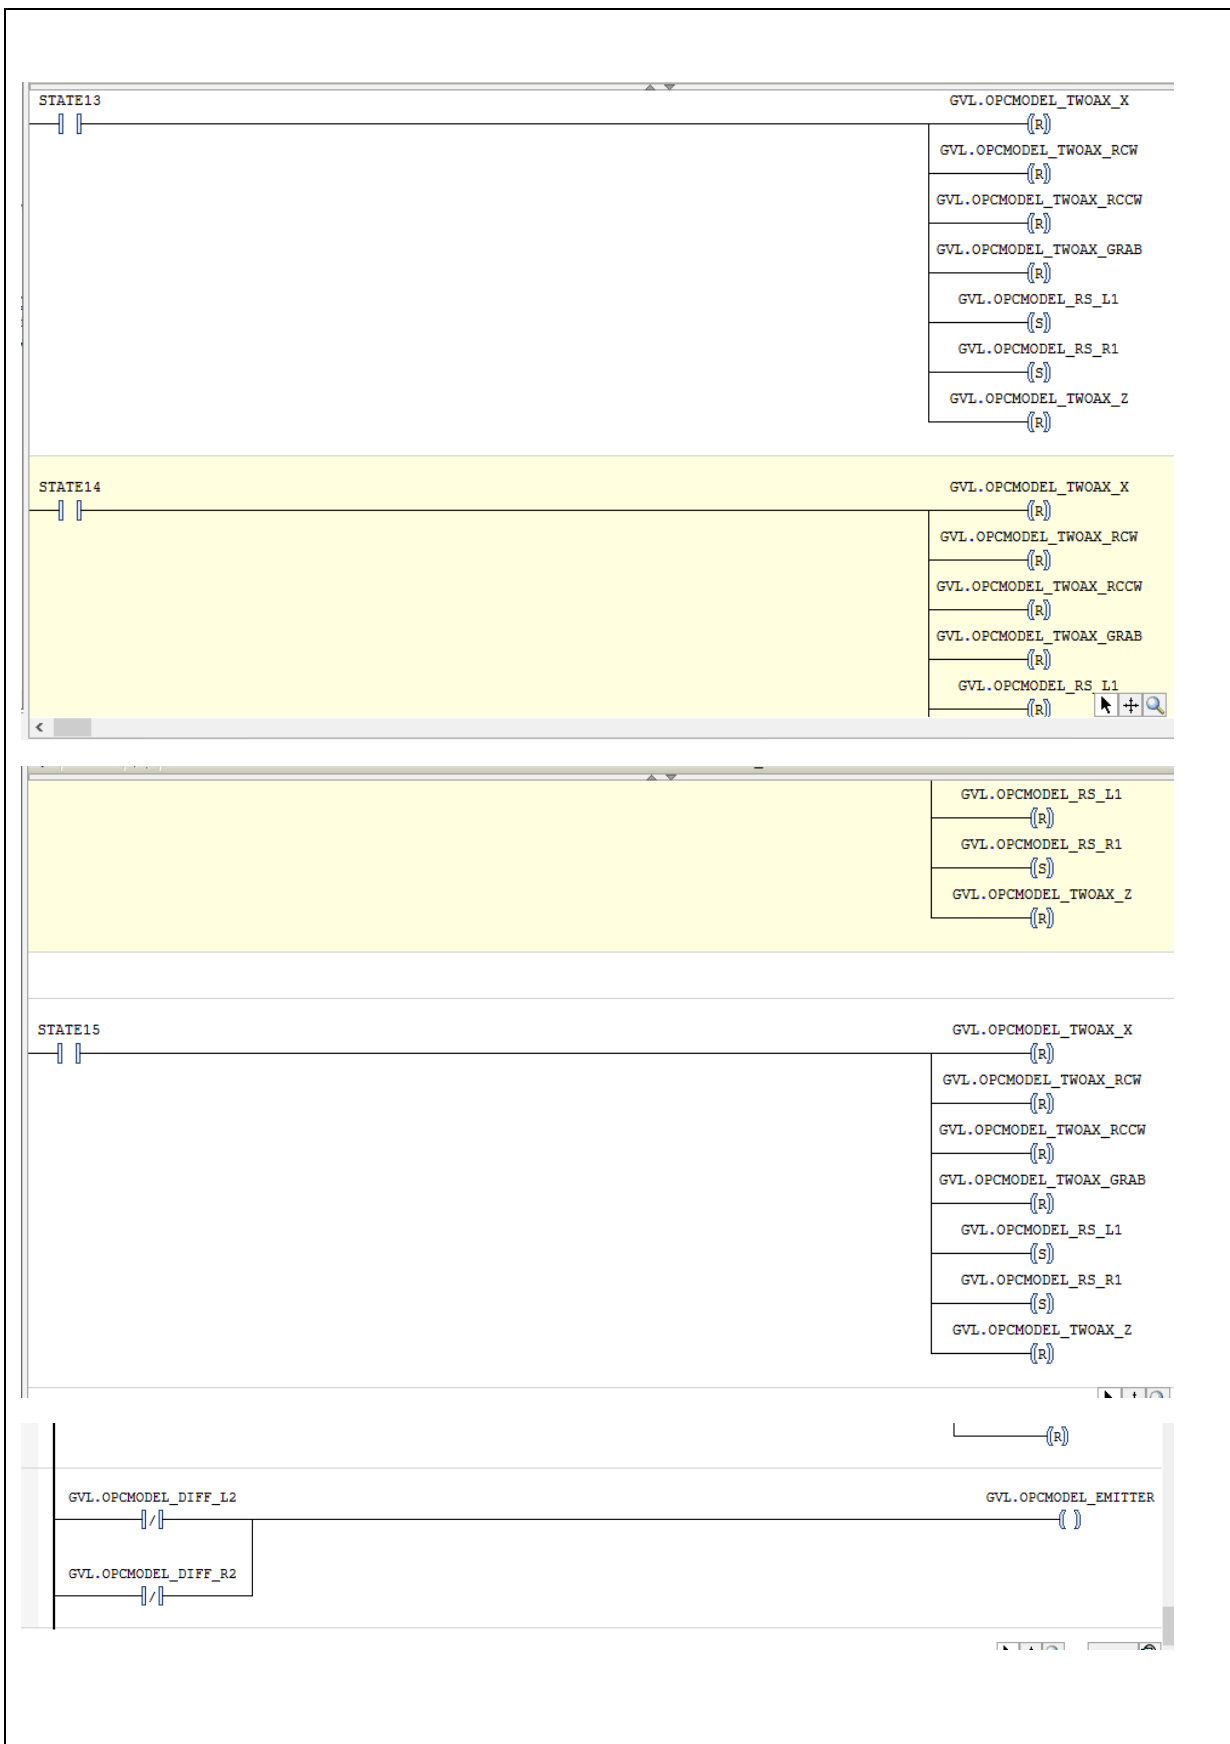 STATE13 GVL.OPCMODEL_TWOAX_X
(R)
GVL.OPCMODEL_TWOAX_RCW
(R)
GVL.OPCMODEL_TWOAX_RCCW
(R)
GVL.OPCMODEL_TWOAX_GRAB
(R)
GVL.OPCMODEL_RS_L1
(S)
GVL.OPCMODEL_RS_R1
(S)
GVL.OPCMODEL_TWOAX_Z
(R)
STATE14 GVL.OPCMODEL_TWOAX_X
(R)
GVL.OPCMODEL_TWOAX_RCW
(R)
GVL.OPCMODEL_TWOAX_RCCW
(R)
GVL.OPCMODEL_TWOAX_GRAB
(R)
GVL.OPCMODEL_RS_L1
(R)
GVL.OPCMODEL_RS_L1
(R)
GVL.OPCMODEL_RS_R1
(S)
GVL.OPCMODEL_TWOAX_Z
(R)
STATE15 GVL.OPCMODEL_TWOAX_X
(R)
GVL.OPCMODEL_TWOAX_RCW
(R)
GVL.OPCMODEL_TWOAX_RCCW
(R)
GVL.OPCMODEL_TWOAX_GRAB
(R)
GVL.OPCMODEL_RS_L1
(S)
GVL.OPCMODEL_RS_R1
(S)
GVL.OPCMODEL_TWOAX_Z
(R)
(R)
GVL.OPCMODEL_DIFF_L2 GVL.OPCMODEL_EMITTER
/ ( )
GVL.OPCMODEL_DIFF_R2
/